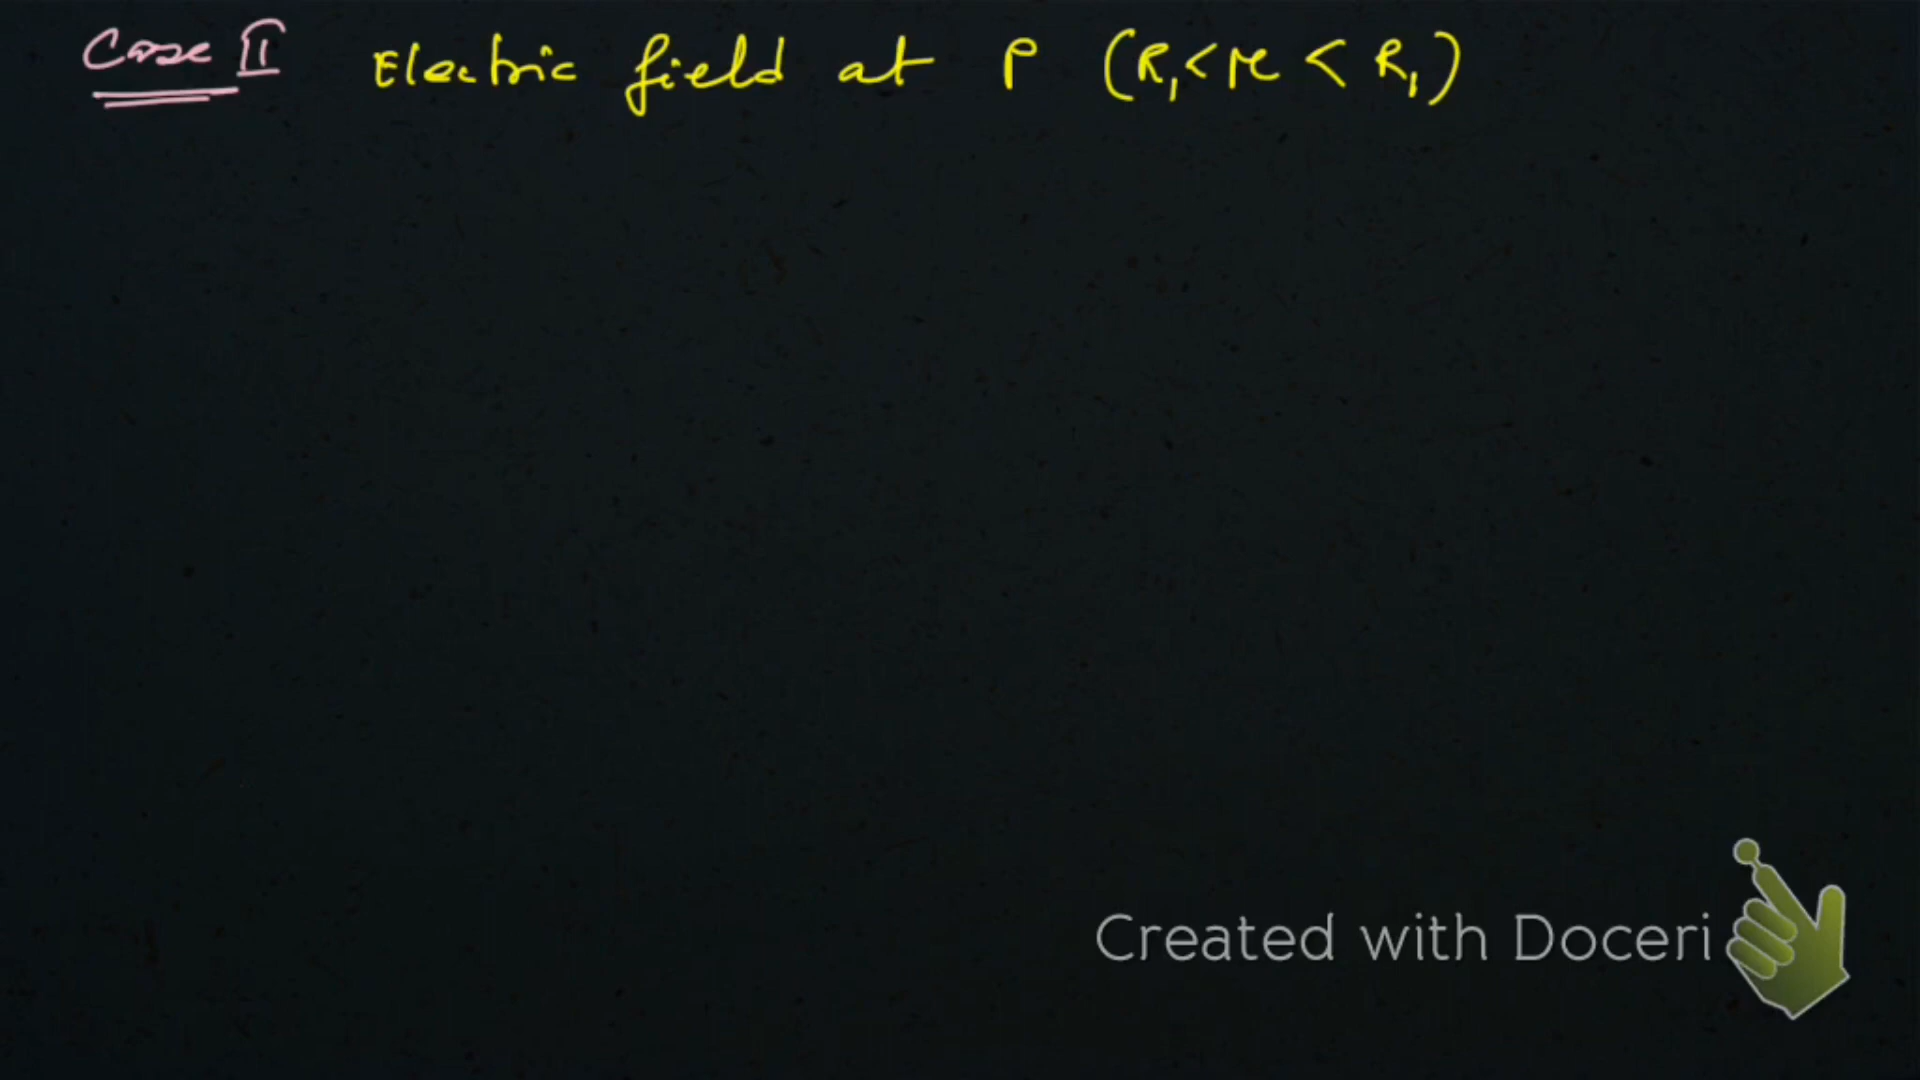 Case II Electric field at P (R₁ < r < R₁)
Created with Doceri